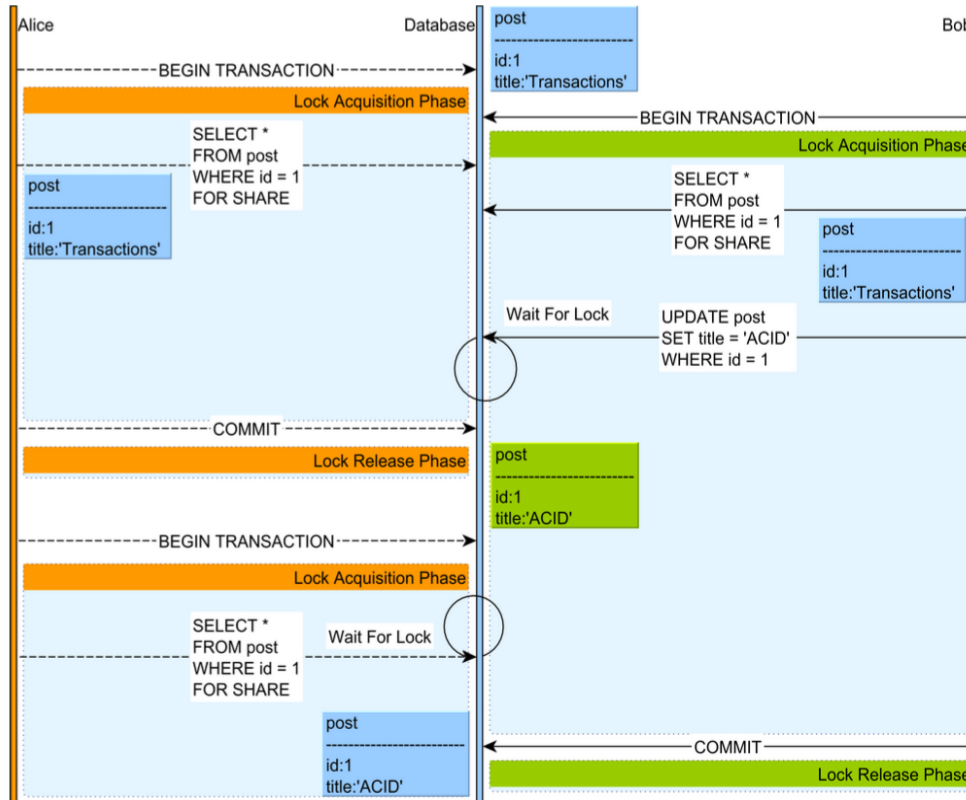 Alice
Database
post
-----------------------
id:1
title:'Transactions'
Bob
BEGIN TRANSACTION
Lock Acquisition Phase
BEGIN TRANSACTION
Lock Acquisition Phase
SELECT *
FROM post
WHERE id = 1
FOR SHARE
post
-----------------------
id:1
title:'Transactions'
SELECT *
FROM post
WHERE id = 1
FOR SHARE
post
-----------------------
id:1
title:'Transactions'
Wait For Lock
UPDATE post
SET title = 'ACID'
WHERE id = 1
COMMIT
Lock Release Phase
post
-----------------------
id:1
title:'ACID'
BEGIN TRANSACTION
Lock Acquisition Phase
SELECT *
FROM post
WHERE id = 1
FOR SHARE
Wait For Lock
post
-----------------------
id:1
title:'ACID'
COMMIT
Lock Release Phase